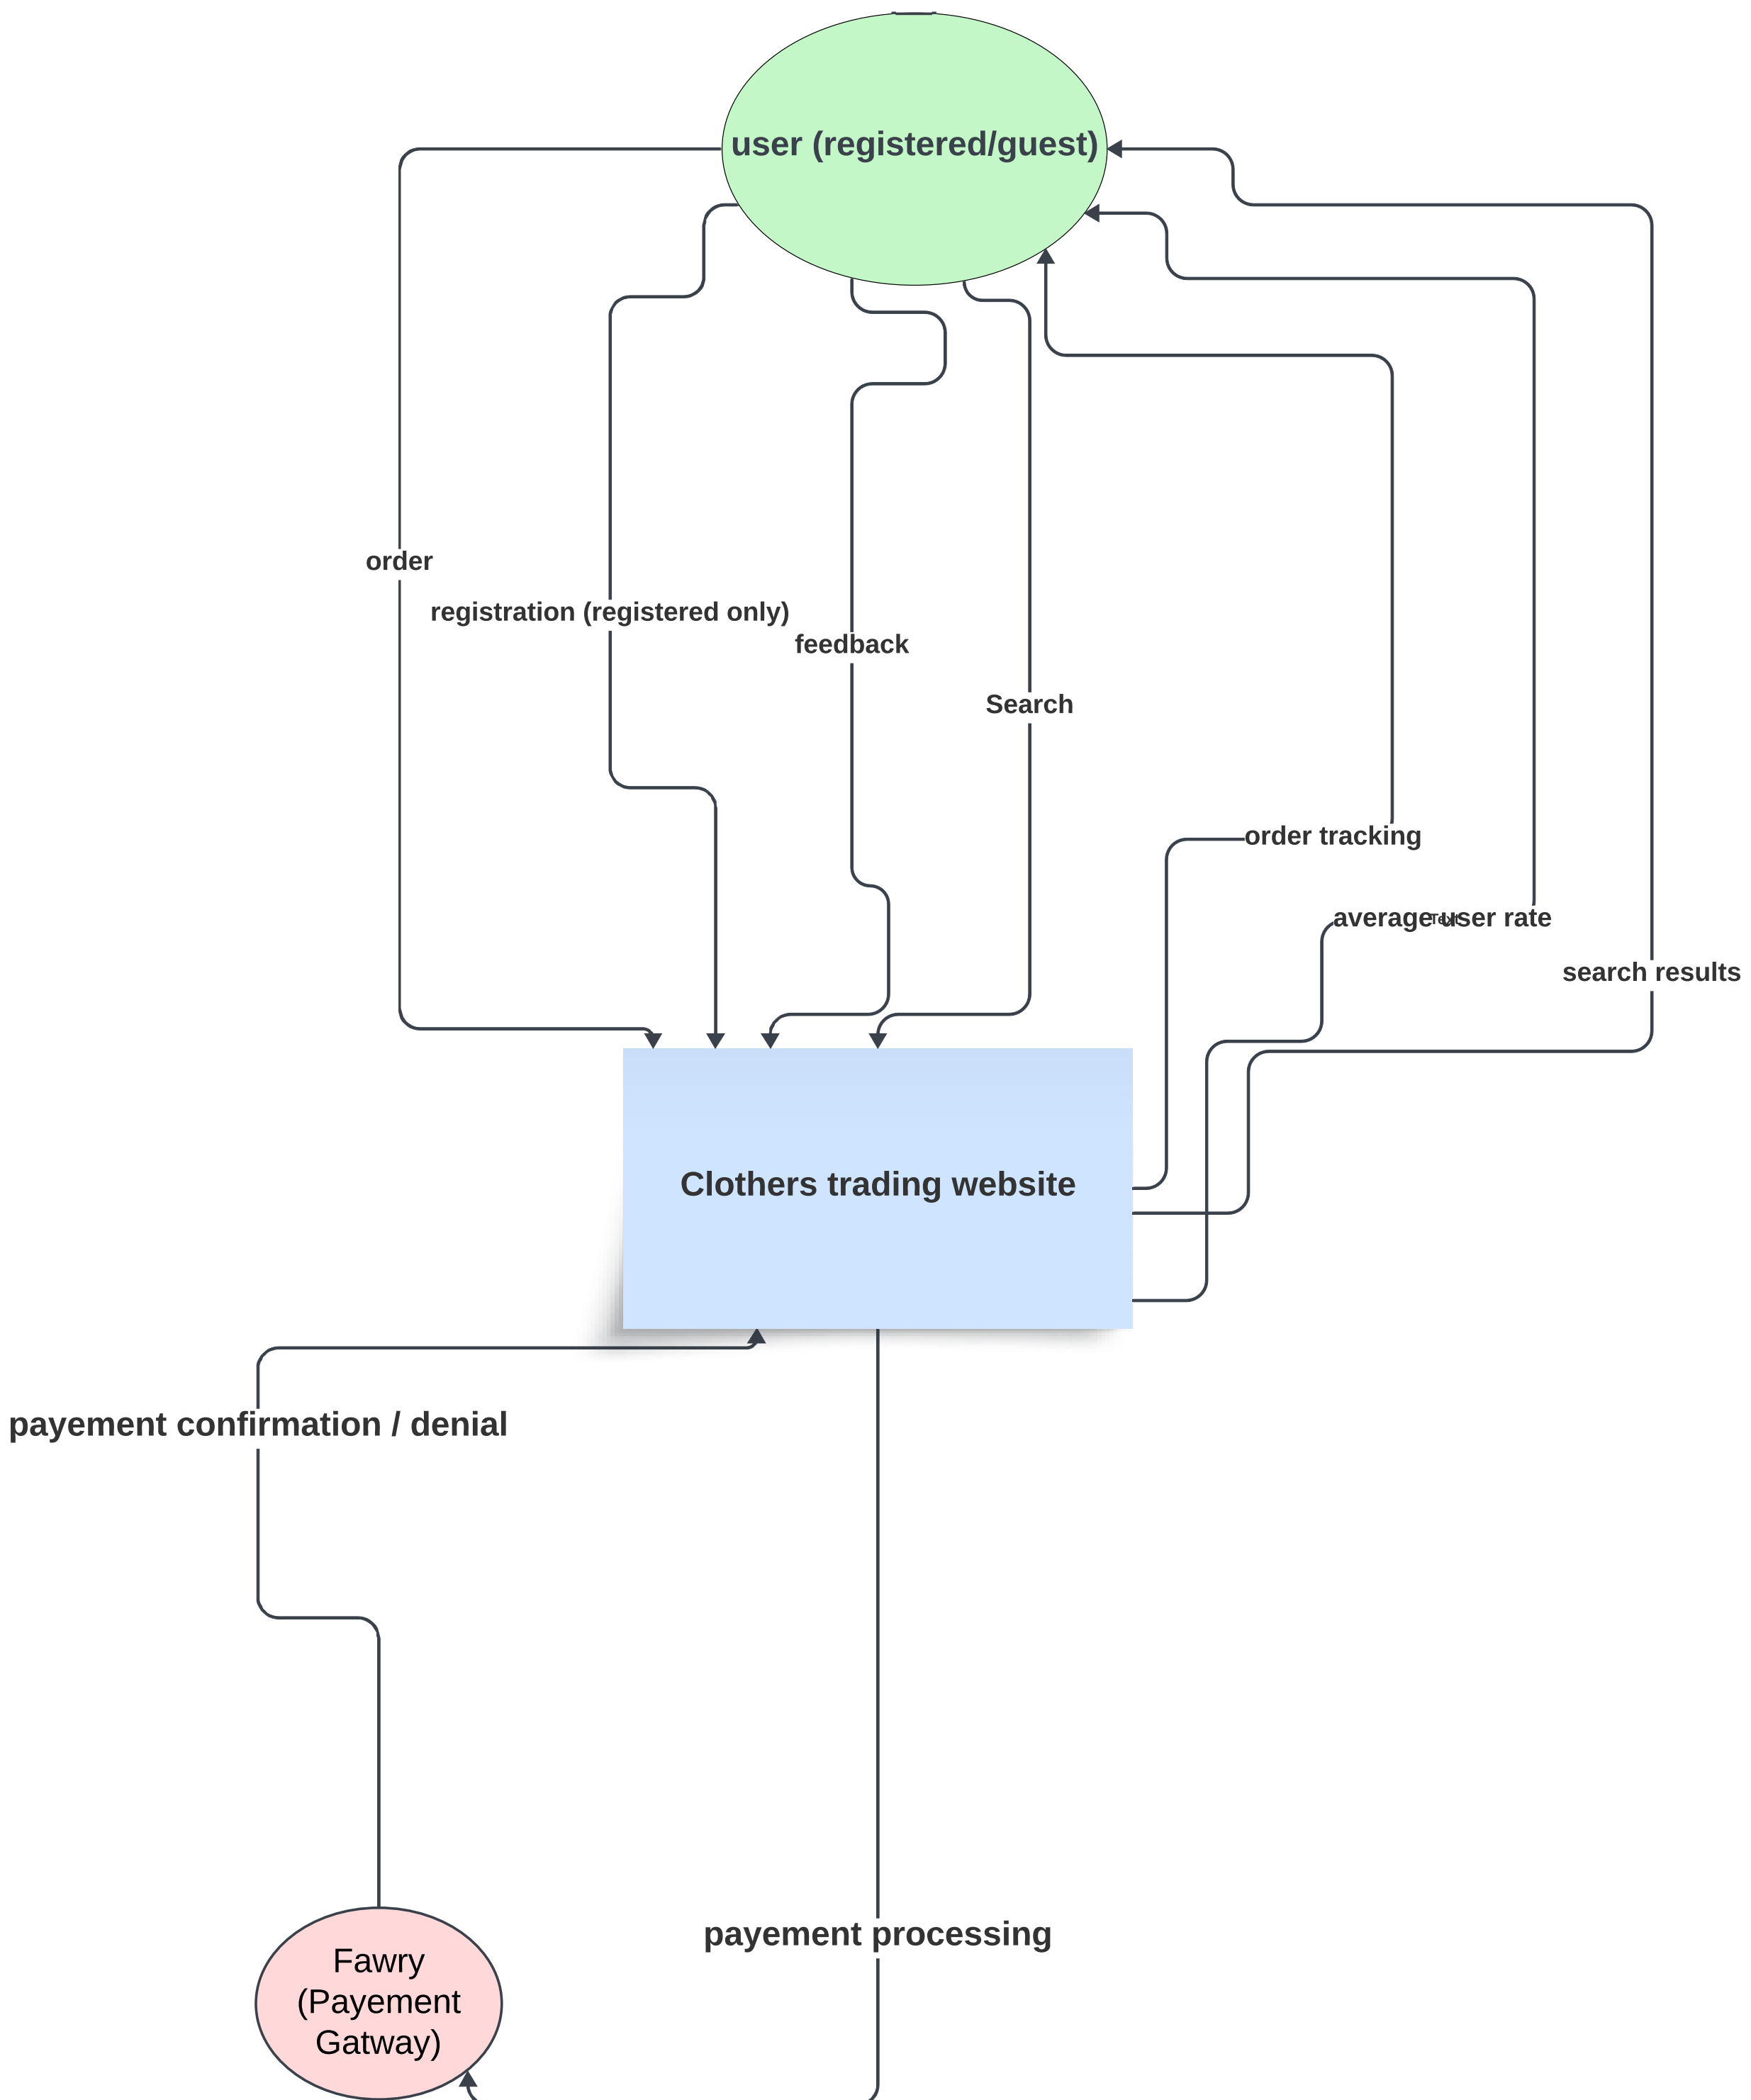 user (registered/guest)
order
registration (registered only)
feedback
Search
order tracking
average user rate
Text
search results
Clothers trading website
payement confirmation / denial
payement processing
Fawry
(Payement
Gatway)